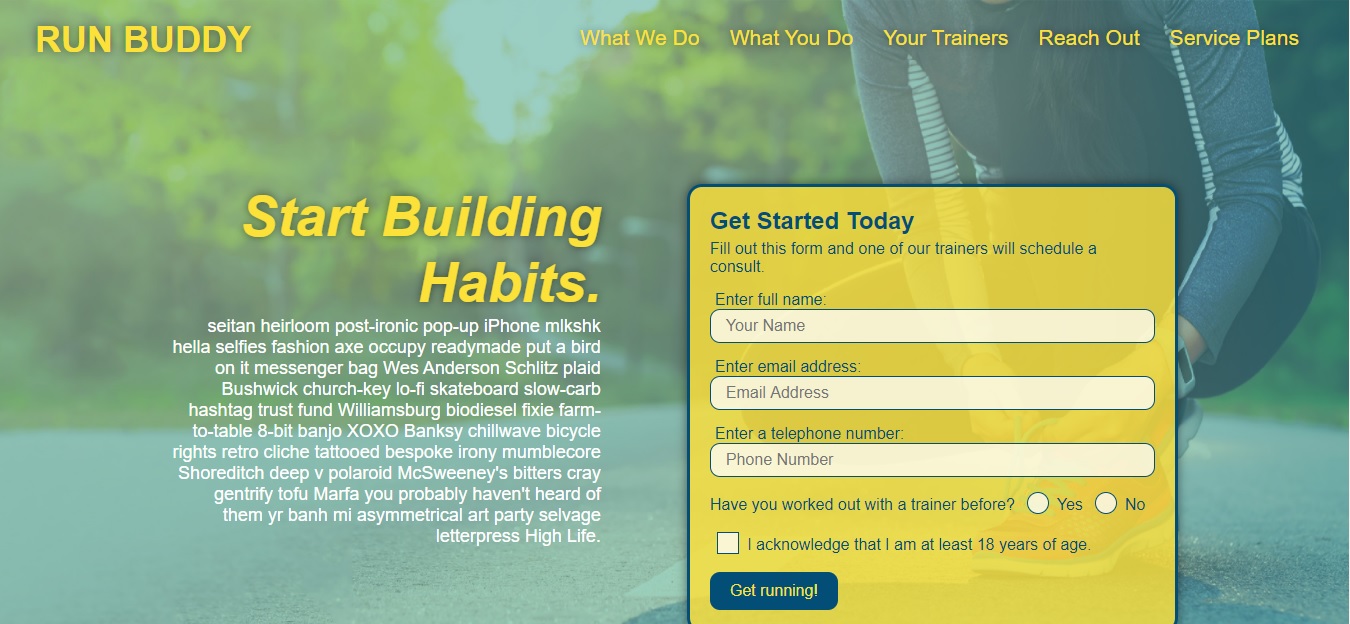 RUN BUDDY
What We Do What You Do Your Trainers Reach Out Service Plans
Start Building
Habits.
seitan heirloom post-ironic pop-up iPhone mlkshk
hella selfies fashion axe occupy readymade put a bird
on it messenger bag Wes Anderson Schlitz plaid
Bushwick church-key lo-fi skateboard slow-carb
hashtag trust fund Williamsburg biodiesel fixie farm-
to-table 8-bit banjo XOXO Banksy chillwave bicycle
rights retro cliche tattooed bespoke irony mumblecore
Shoreditch deep v polaroid McSweeney's bitters cray
gentrify tofu Marfa you probably haven't heard of
them yr banh mi asymmetrical art party selvage
letterpress High Life.
Get Started Today
Fill out this form and one of our trainers will schedule a
consult.
Enter full name:
Your Name
Enter email address:
Email Address
Enter a telephone number:
Phone Number
Have you worked out with a trainer before? Yes No
I acknowledge that I am at least 18 years of age.
Get running!